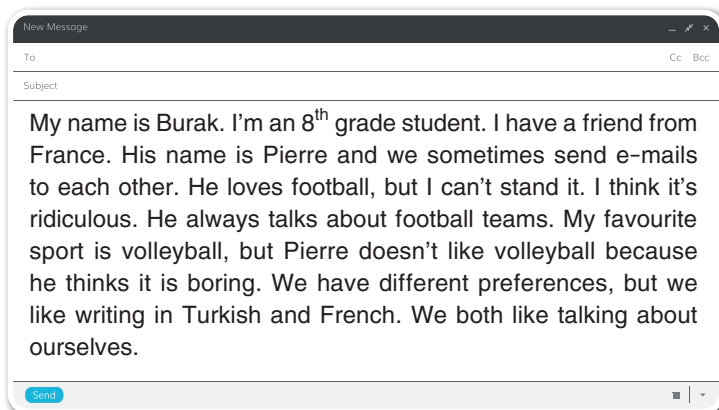 New Message
To Cc Bcc
Subject
My name is Burak. I’m an 8th grade student. I have a friend from
France. His name is Pierre and we sometimes send e-mails
to each other. He loves football, but I can’t stand it. I think it’s
ridiculous. He always talks about football teams. My favourite
sport is volleyball, but Pierre doesn’t like volleyball because
he thinks it is boring. We have different preferences, but we
like writing in Turkish and French. We both like talking about
ourselves.
Send